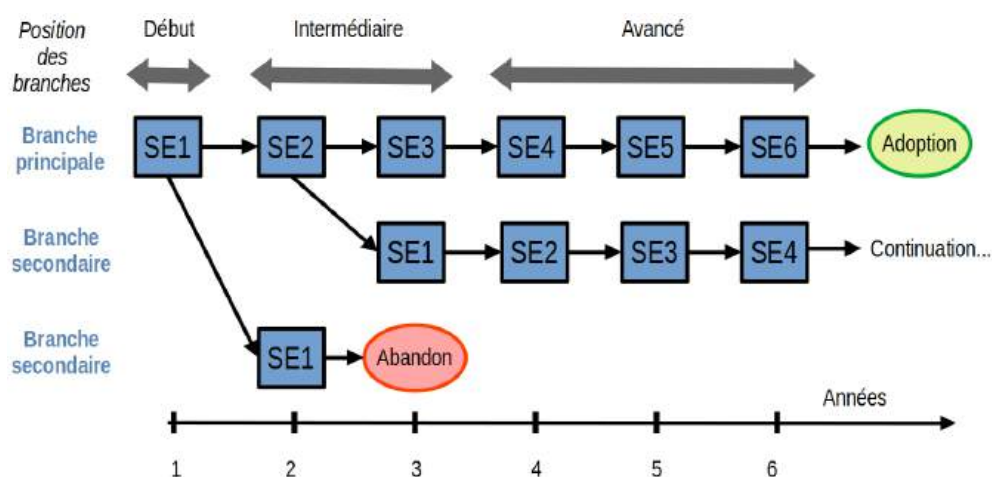 Position
des
branches
Début
Intermédiaire
Avancé
Branche
principale
SE1
SE2
SE3
SE4
SE5
SE6
Adoption
Branche
secondaire
SE1
SE2
SE3
SE4
Continuation...
Branche
secondaire
SE1
Abandon
Années
1
2
3
4
5
6